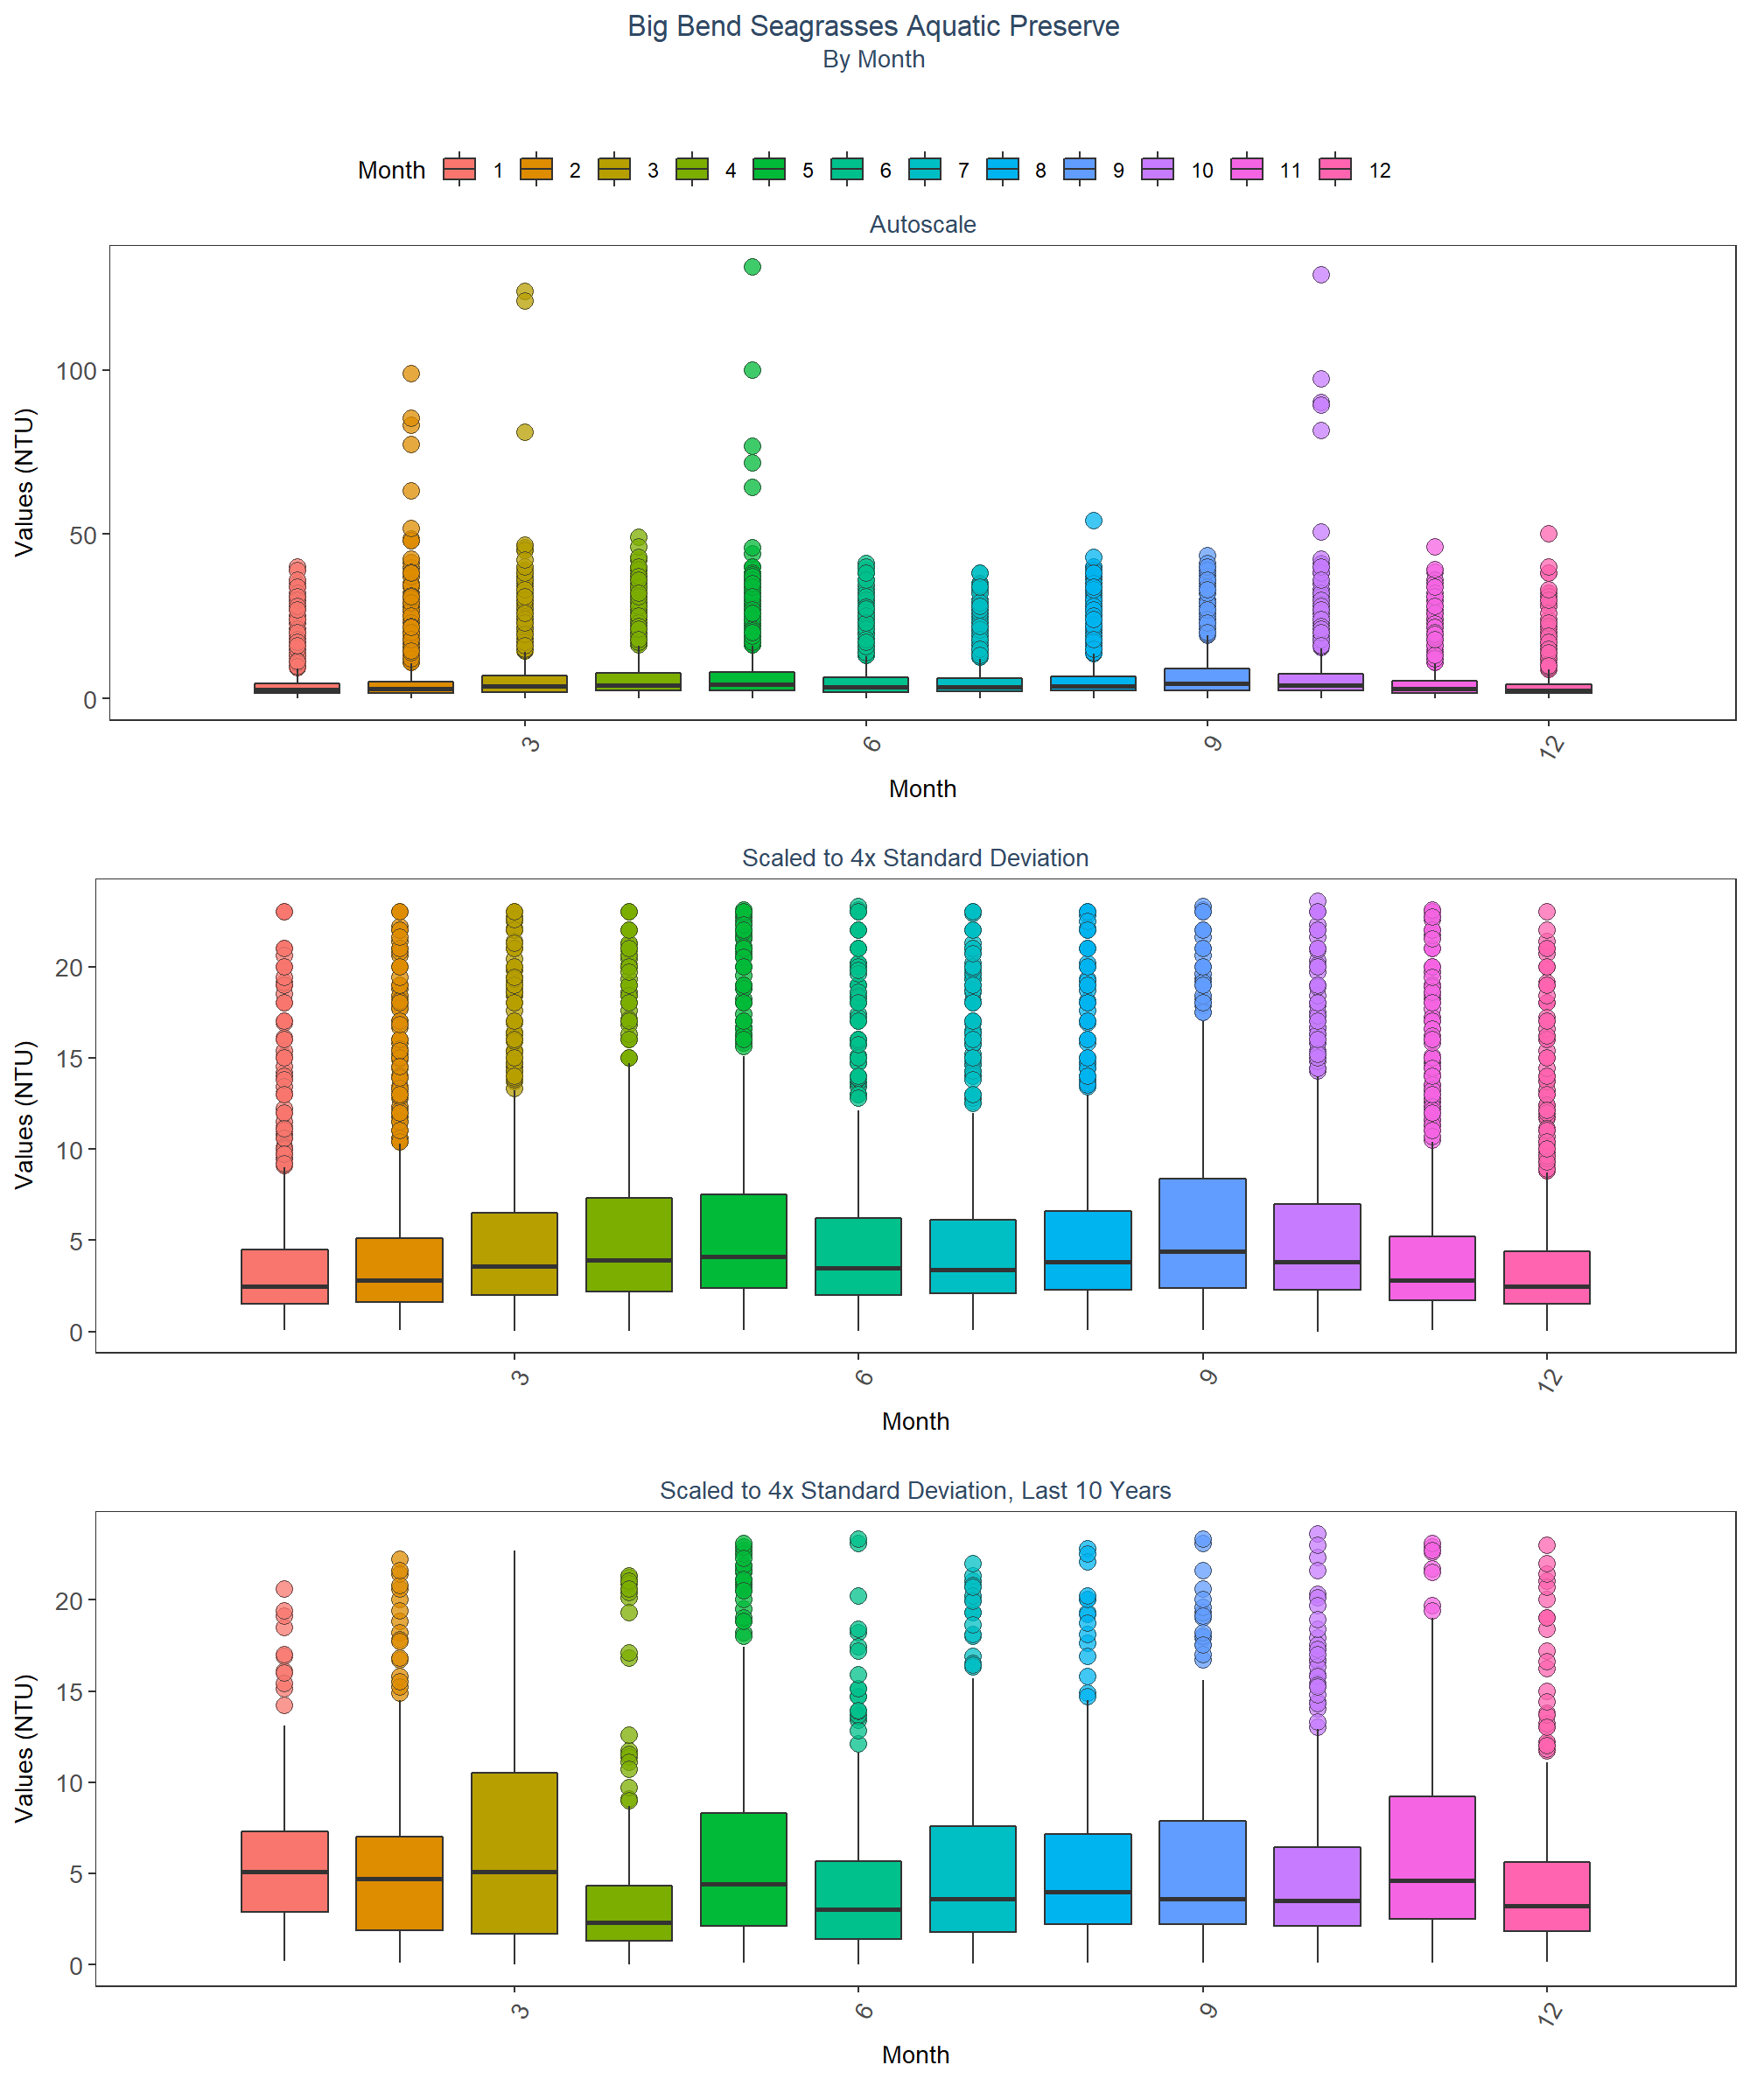 Big Bend Seagrasses Aquatic Preserve
By Month
Month 1 2 3 4 5 6 7 8 9 10 11 12
Autoscale
Values (NTU)
100
50
0
3 6 9 12
Month
Scaled to 4x Standard Deviation
Values (NTU)
20
15
10
5
0
3 6 9 12
Month
Scaled to 4x Standard Deviation, Last 10 Years
Values (NTU)
20
15
10
5
0
3 6 9 12
Month